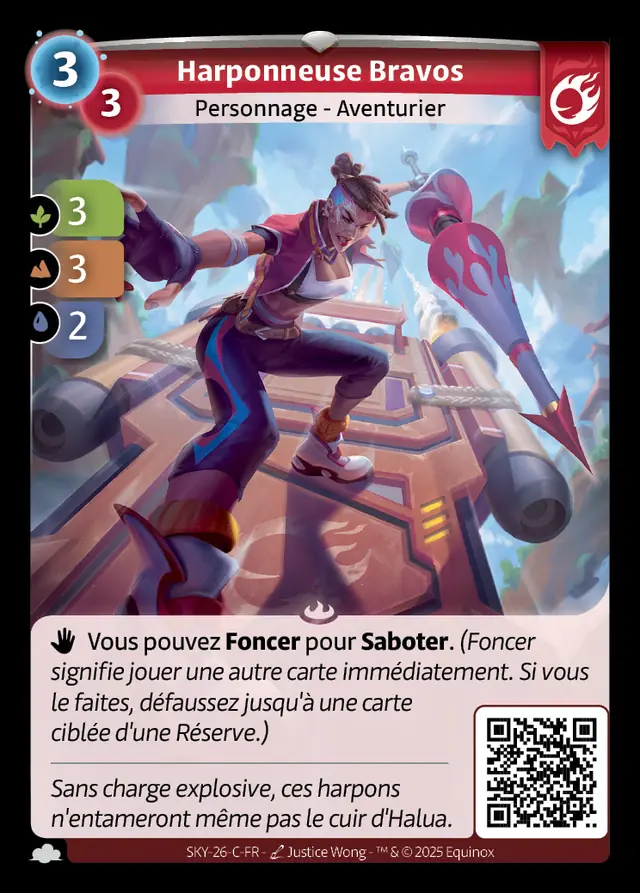 3
Harponneuse Bravos
3
Personnage - Aventurier
3
3
2
Vous pouvez Foncer pour Saboter. (Foncer
signifie jouer une autre carte immédiatement. Si vous
le faites, défaussez jusqu'à une carte
ciblée d'une Réserve.)
Sans charge explosive, ces harpons
n'entameront même pas le cuir d'Halua.
SKY-26-C-FR - Justice Wong - ™ & © 2025 Equinox